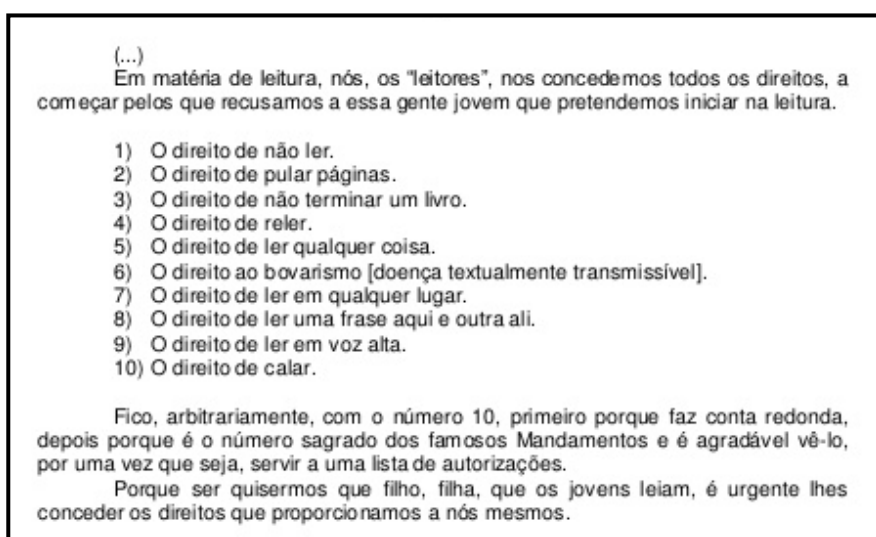 (...)
Em matéria de leitura, nós, os "leitores", nos concedemos todos os direitos, a
começar pelos que recusamos a essa gente jovem que pretendemos iniciar na leitura.
1) O direito de não ler.
2) O direito de pular páginas.
3) O direito de não terminar um livro.
4) O direito de reler.
5) O direito de ler qualquer coisa.
6) O direito ao bovarismo [doença textualmente transmissível].
7) O direito de ler em qualquer lugar.
8) O direito de ler uma frase aqui e outra ali.
9) O direito de ler em voz alta.
10) O direito de calar.
Fico, arbitrariamente, com o número 10, primeiro porque faz conta redonda,
depois porque é o número sagrado dos famosos Mandamentos e é agradável vê-lo,
por uma vez que seja, servir a uma lista de autorizações.
Porque ser quisermos que filho, filha, que os jovens leiam, é urgente lhes
conceder os direitos que proporcionamos a nós mesmos.